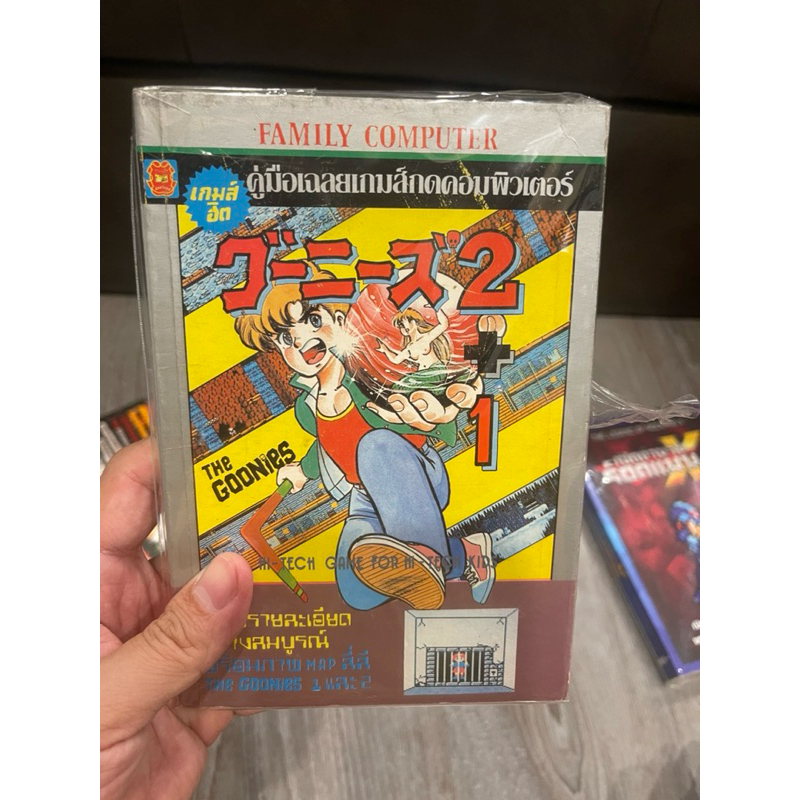 FAMILY COMPUTER
คู่มือเฉลยเกมส์กดคอมพิวเตอร์
เกมส์
ฮิต
グーニーズ2
+
1
THE
GOONIES
HI-TECH GAME FOR HI-TECH KIDS
รายละเอียด
สมบูรณ์
MAP สี่สี
THE GOONIES 1 และ 2